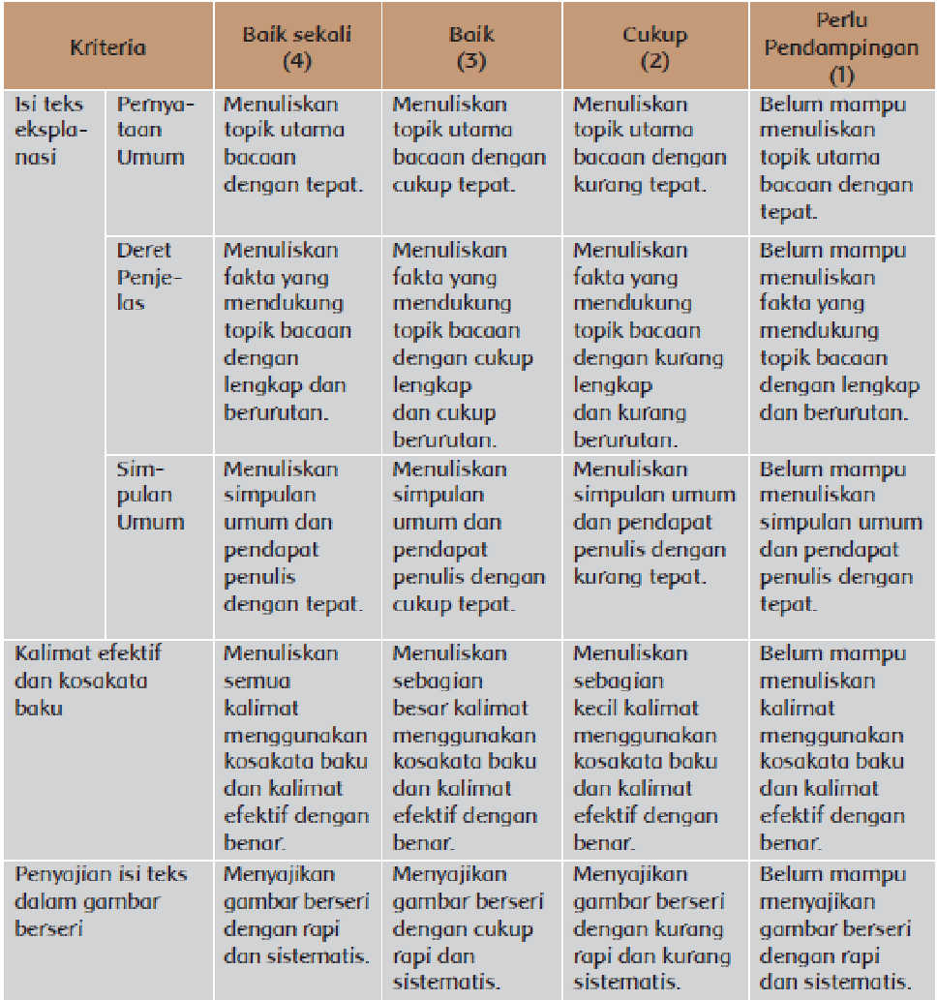 Kriteria
Baik sekali
(4)
Baik
(3)
Cukup
(2)
Perlu
Pendampingan
(1)
Isi teks
ekspla-
nasi
Pernya-
taan
Umum
Menuliskan
topik utama
bacaan
dengan tepat.
Menuliskan
topik utama
bacaan dengan
cukup tepat.
Menuliskan
topik utama
bacaan dengan
kurang tepat.
Belum mampu
menuliskan
topik utama
bacaan dengan
tepat.
Deret
Penje-
las
Menuliskan
fakta yang
mendukung
topik bacaan
dengan
lengkap dan
berurutan.
Menuliskan
fakta yang
mendukung
topik bacaan
dengan cukup
lengkap
dan cukup
berurutan.
Menuliskan
fakta yang
mendukung
topik bacaan
dengan kurang
lengkap
dan kurang
berurutan.
Belum mampu
menuliskan
fakta yang
mendukung
topik bacaan
dengan lengkap
dan berurutan.
Sim-
pulan
Umum
Menuliskan
simpulan
umum dan
pendapat
penulis
dengan tepat.
Menuliskan
simpulan
umum dan
pendapat
penulis dengan
cukup tepat.
Menuliskan
simpulan umum
dan pendapat
penulis dengan
kurang tepat.
Belum mampu
menuliskan
simpulan umum
dan pendapat
penulis dengan
tepat.
Kalimat efektif
dan kosakata
baku
Menuliskan
semua
kalimat
menggunakan
kosakata baku
dan kalimat
efektif dengan
benar.
Menuliskan
sebagian
besar kalimat
menggunakan
kosakata baku
dan kalimat
efektif dengan
benar.
Menuliskan
sebagian
kecil kalimat
menggunakan
kosakata baku
dan kalimat
efektif dengan
benar.
Belum mampu
menuliskan
kalimat
menggunakan
kosakata baku
dan kalimat
efektif dengan
benar.
Penyajian isi teks
dalam gambar
berseri
Menyajikan
gambar berseri
dengan rapi
dan sistematis.
Menyajikan
gambar berseri
dengan cukup
rapi dan
sistematis.
Menyajikan
gambar berseri
dengan kurang
rapi dan kurang
sistematis.
Belum mampu
menyajikan
gambar berseri
dengan rapi
dan sistematis.